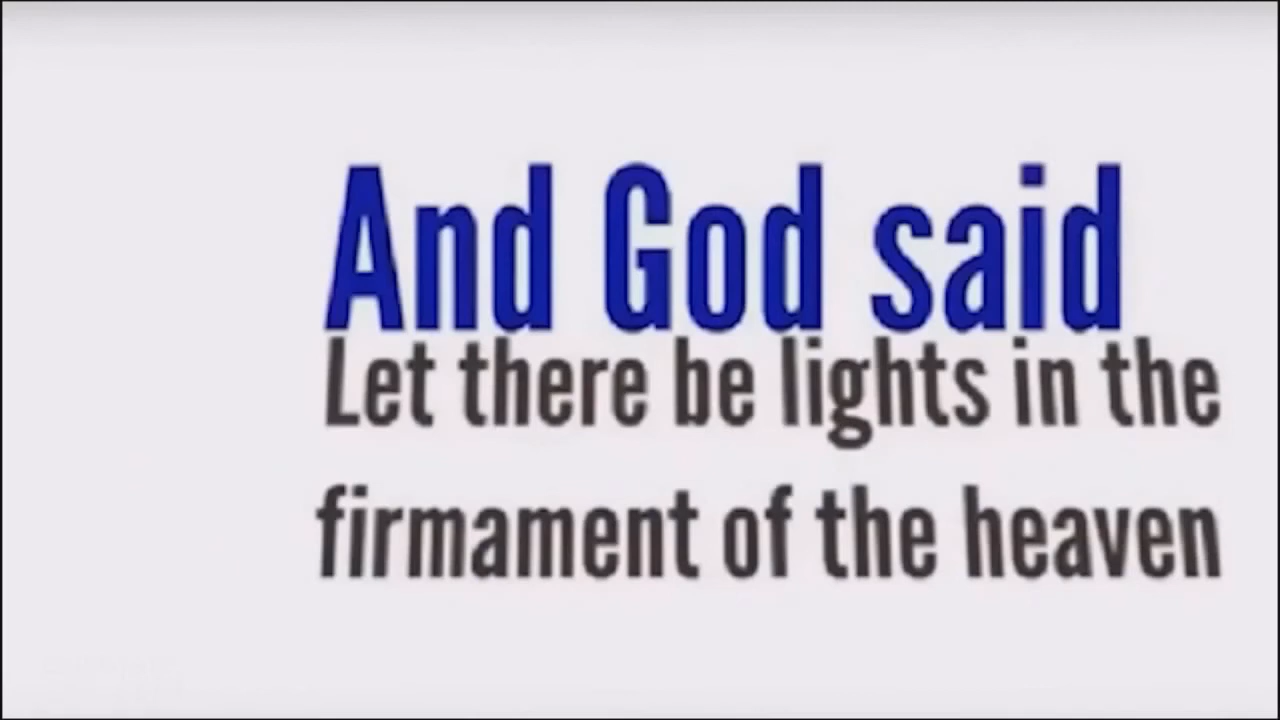 And God said
Let there be lights in the
firmament of the heaven